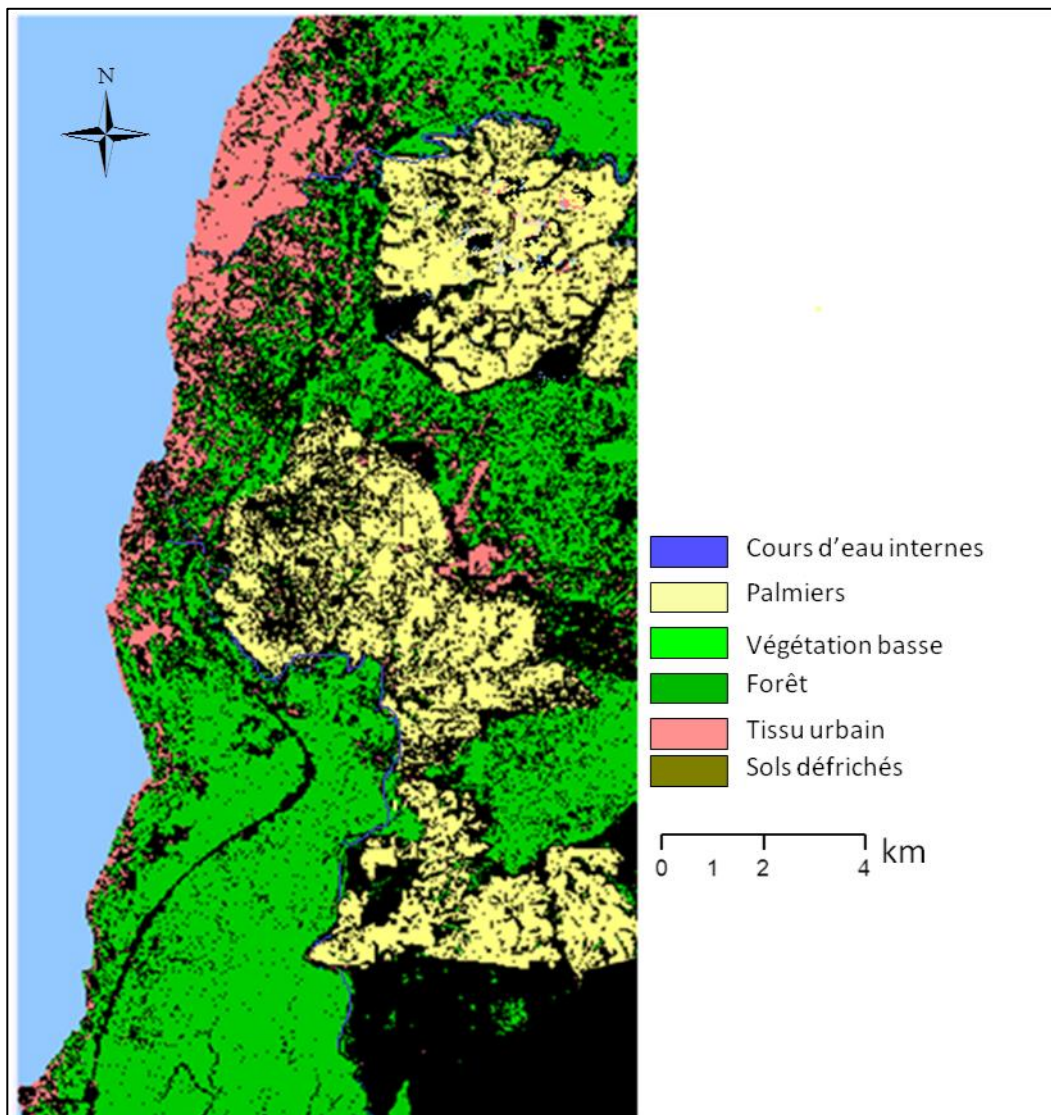 N
Cours d'eau internes
Palmiers
Végétation basse
Forêt
Tissu urbain
Sols défrichés
0 1 2 4 km